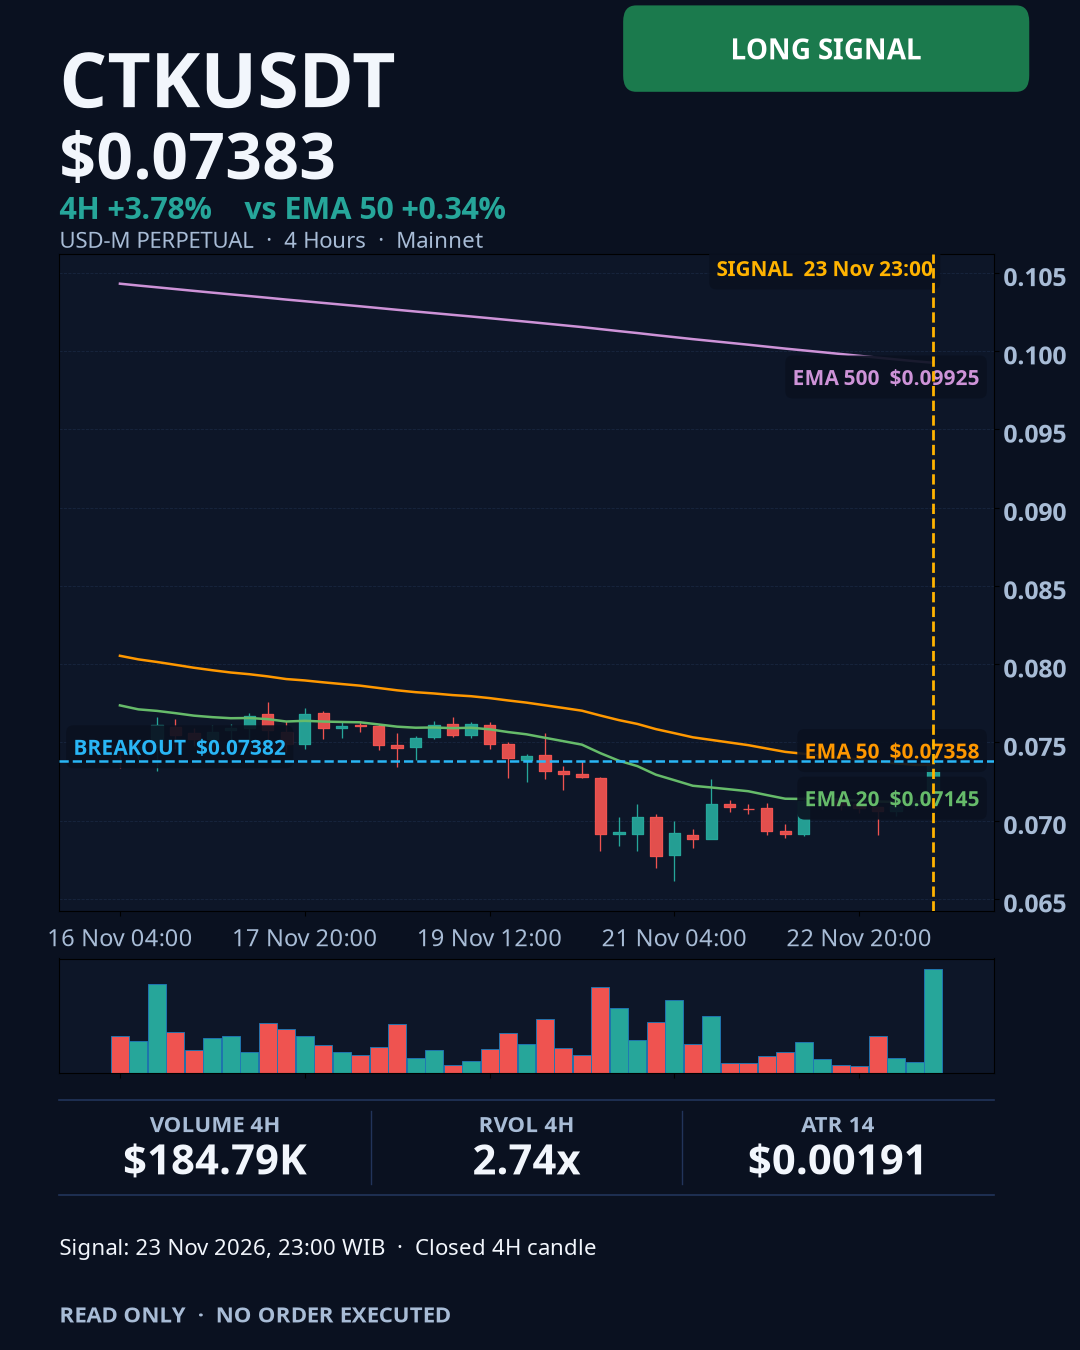 LONG SIGNAL
CTKUSDT
$0.07383
4H +3.78% vs EMA 50 +0.34%
USD-M PERPETUAL · 4 Hours · Mainnet
SIGNAL 23 Nov 23:00
0.105
0.100
EMA 500 $0.09925
0.095
0.090
0.085
0.080
0.075
BREAKOUT $0.07382
EMA 50 $0.07358
EMA 20 $0.07145
0.070
0.065
16 Nov 04:00 17 Nov 20:00 19 Nov 12:00 21 Nov 04:00 22 Nov 20:00
VOLUME 4H RVOL 4H ATR 14
$184.79K 2.74x $0.00191
Signal: 23 Nov 2026, 23:00 WIB · Closed 4H candle
READ ONLY · NO ORDER EXECUTED